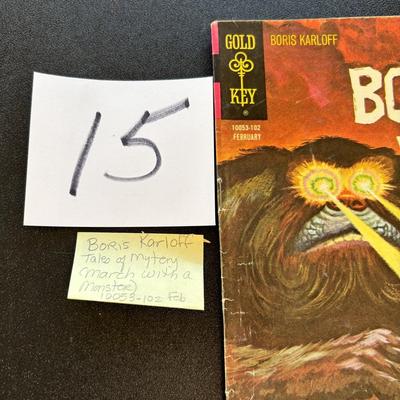 15
Boris Karloff
Tales of Mytery
(March with a
Monster)
10053-102 Feb
GOLD
KEY
BORIS KARLOFF
10053-102
FEBRUARY
BO